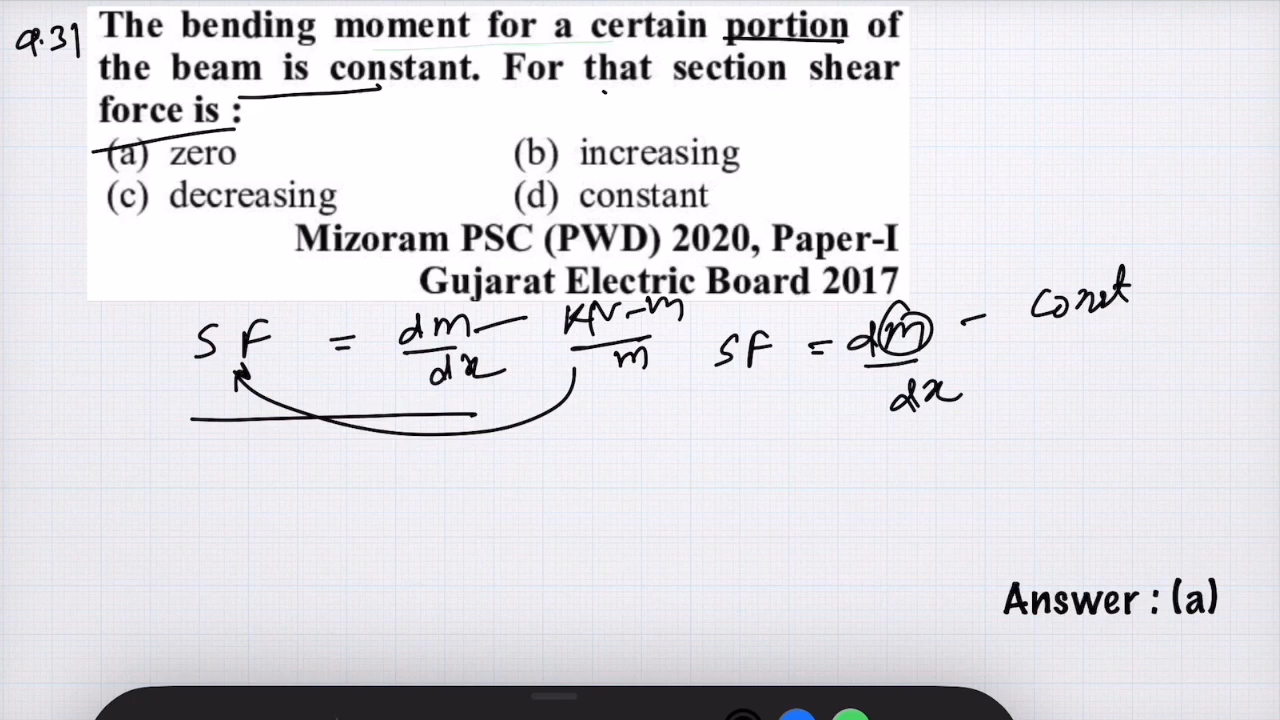 Q.31
The bending moment for a certain portion of
the beam is constant. For that section shear
force is :
(a) zero (b) increasing
(c) decreasing (d) constant
Mizoram PSC (PWD) 2020, Paper-I
Gujarat Electric Board 2017
SF = dm/dx — KN-m/m SF = dm/dx - const
Answer : (a)